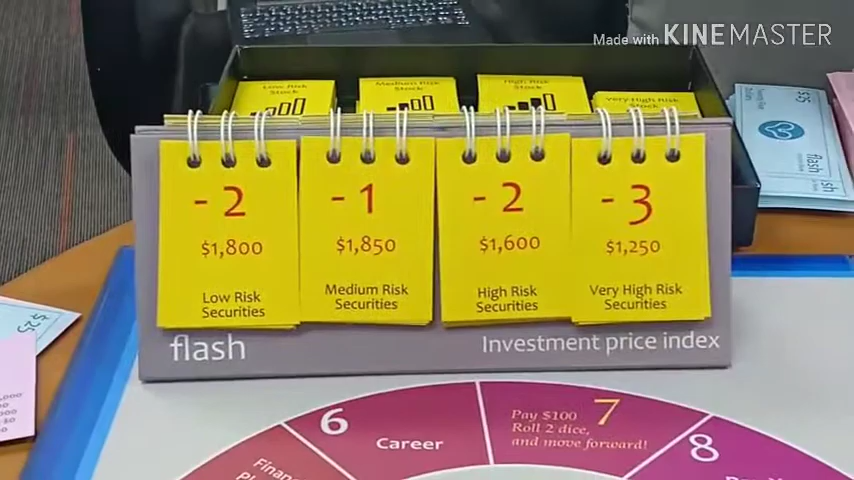 Made with KINEMASTER
Low Risk
Stock
Medium Risk
Stock
High Risk
Stock
Very High Risk
- 2
$1,800
Low Risk
Securities
- 1
$1,850
Medium Risk
Securities
- 2
$1,600
High Risk
Securities
- 3
$1,250
Very High Risk
Securities
flash
Investment price index
$25
flash
$25
6
Career
Pay $100 7
Roll 2 dice,
and move forward!
8